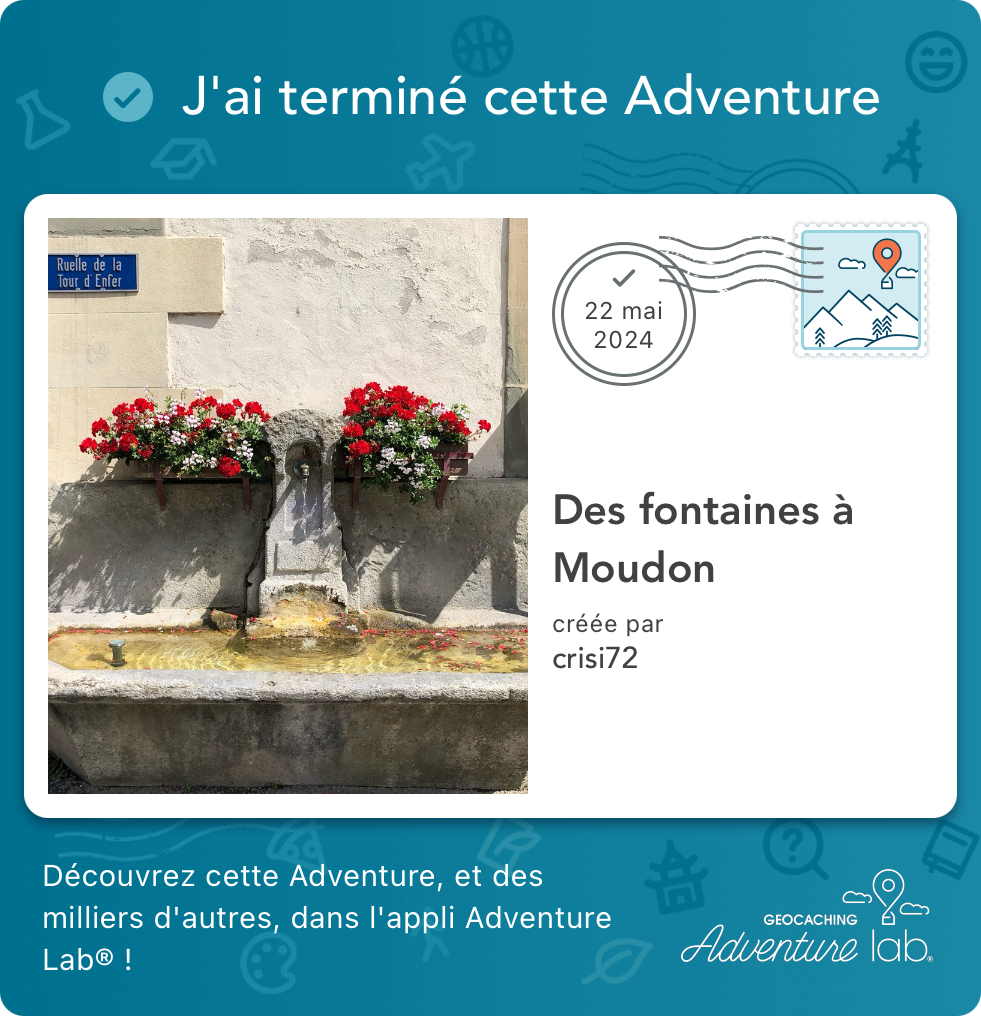 J'ai terminé cette Adventure
Ruelle de la
Tour d'Enfer
22 mai
2024
Des fontaines à
Moudon
créée par
crisi72
Découvrez cette Adventure, et des
milliers d'autres, dans l'appli Adventure
Lab® !
GEOCACHING
Adventure lab®